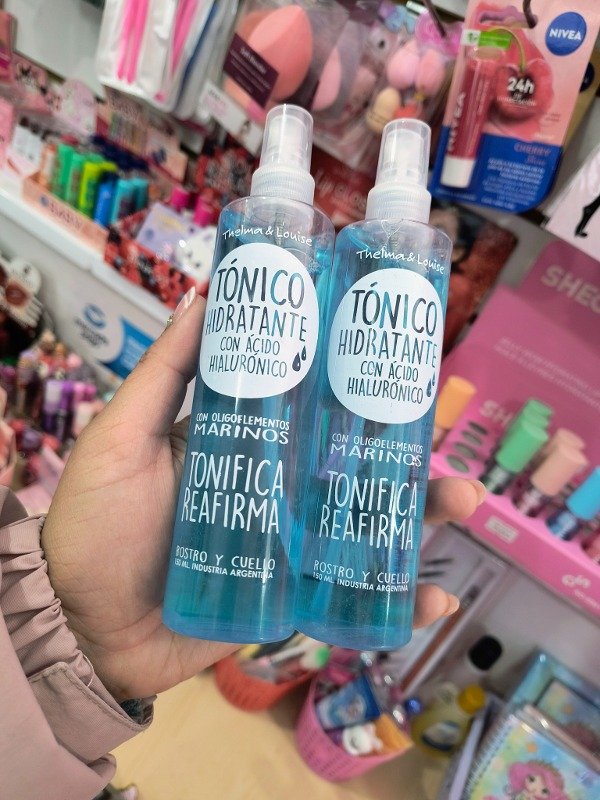 Thelma & Louise
TÓNICO
HIDRATANTE
CON ÁCIDO
HIALURÓNICO
CON OLIGOELEMENTOS
MARINOS
TONIFICA
REAFIRMA
ROSTRO Y CUELLO
150 ML. INDUSTRIA ARGENTINA
Thelma & Louise
TÓNICO
HIDRATANTE
CON ÁCIDO
HIALURÓNICO
CON OLIGOELEMENTOS
MARINOS
TONIFICA
REAFIRMA
ROSTRO Y CUELLO
150 ML. INDUSTRIA ARGENTINA
NIVEA
24h
CHERRY
NIVEA